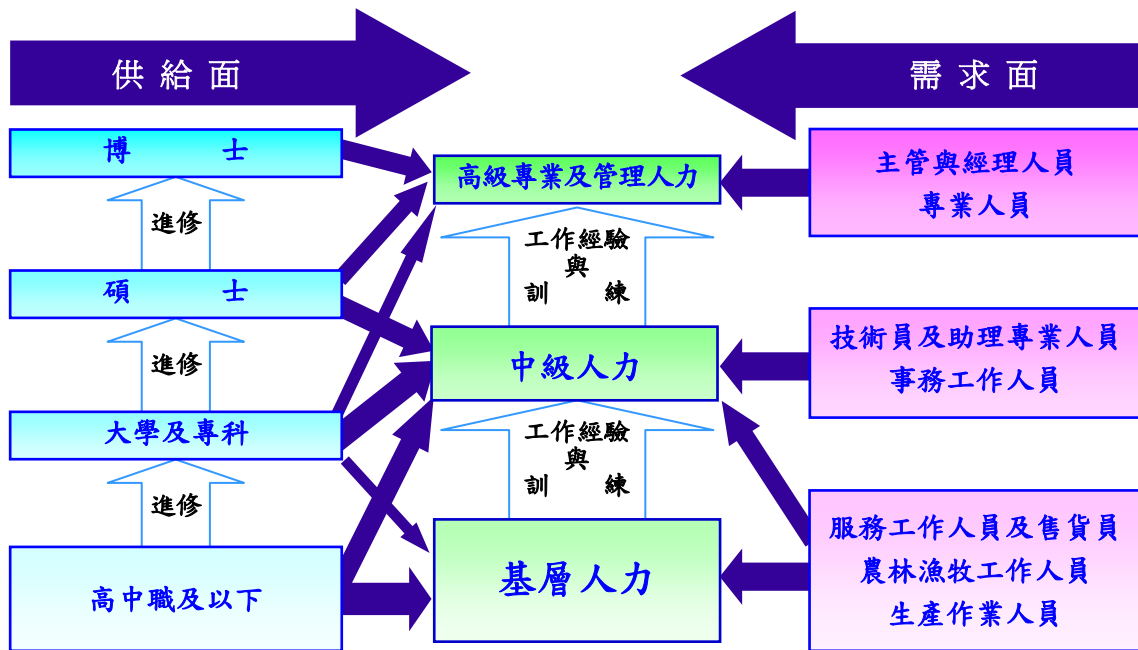 供給面
需求面
博士
進修
碩士
進修
大學及專科
進修
高中職及以下
高級專業及管理人力
工作經驗
與
訓練
中級人力
工作經驗
與
訓練
基層人力
主管與經理人員
專業人員
技術員及助理專業人員
事務工作人員
服務工作人員及售貨員
農林漁牧工作人員
生產作業人員